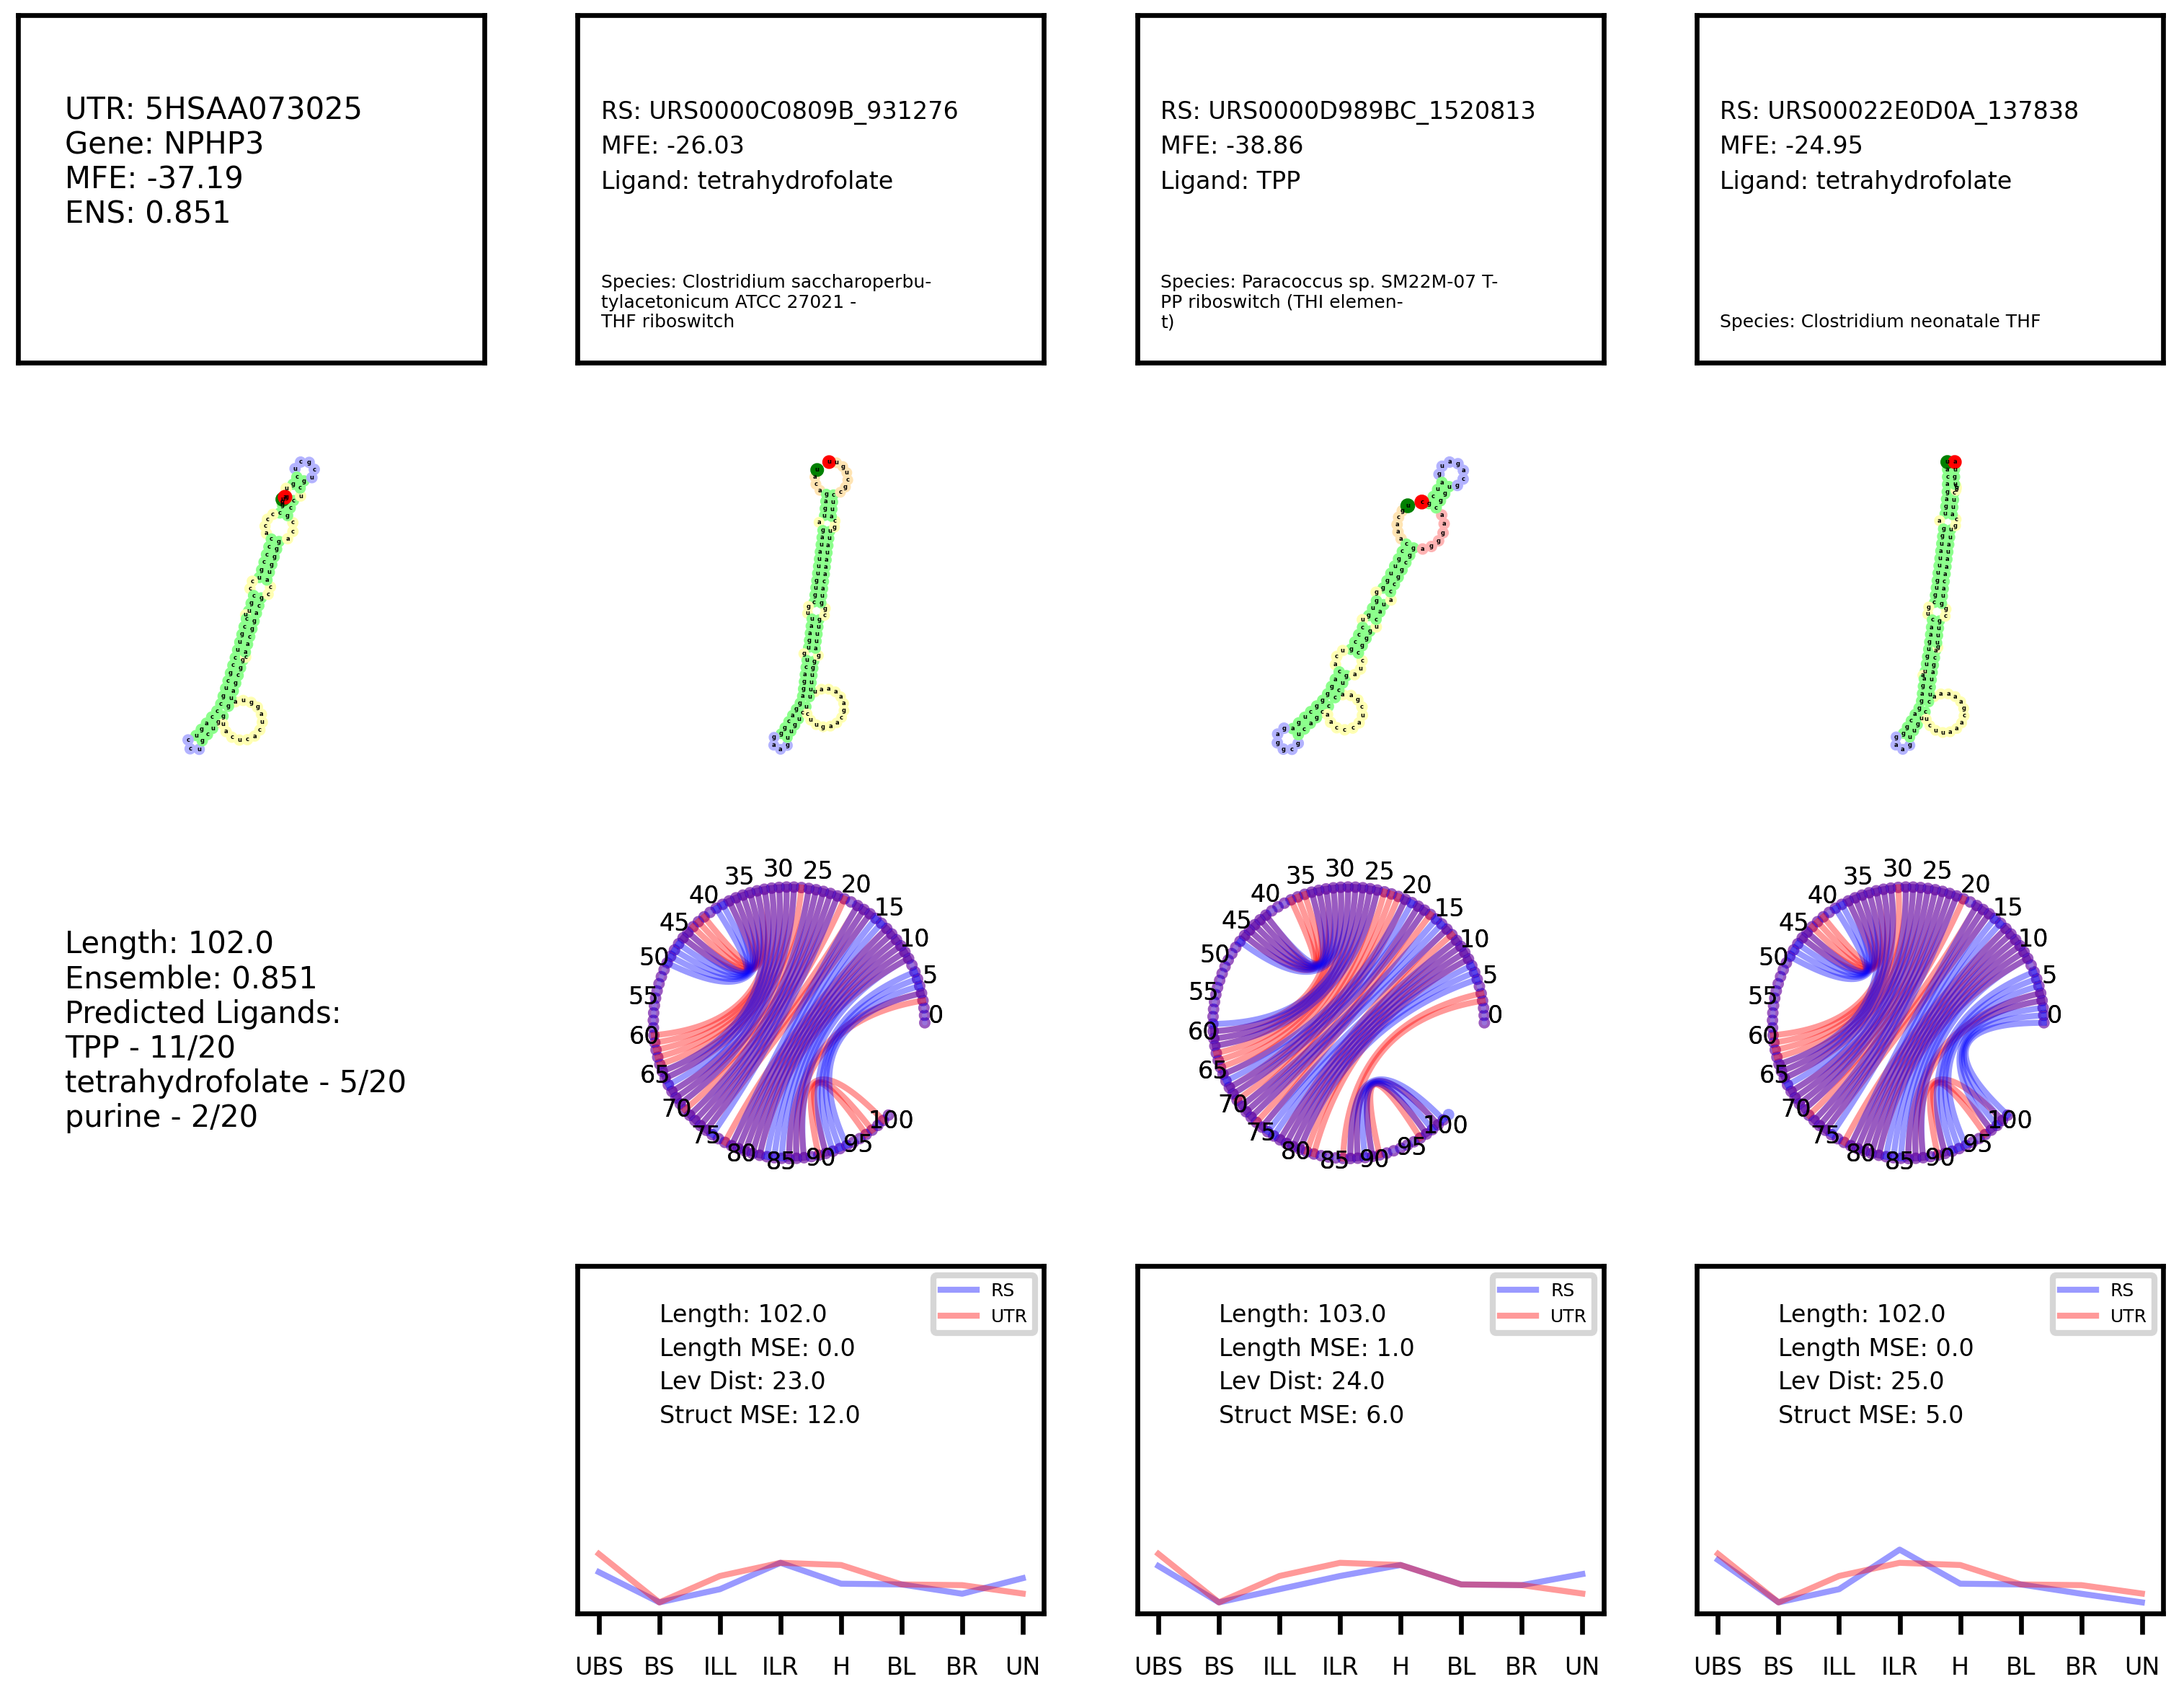 UTR: 5HSAA073025
Gene: NPHP3
MFE: -37.19
ENS: 0.851
RS: URS0000C0809B_931276
MFE: -26.03
Ligand: tetrahydrofolate
Species: Clostridium saccharoperbu-
tylacetonicum ATCC 27021 -
THF riboswitch
RS: URS0000D989BC_1520813
MFE: -38.86
Ligand: TPP
Species: Paracoccus sp. SM22M-07 T-
PP riboswitch (THI elemen-
t)
RS: URS00022E0D0A_137838
MFE: -24.95
Ligand: tetrahydrofolate
Species: Clostridium neonatale THF
Length: 102.0
Ensemble: 0.851
Predicted Ligands:
TPP - 11/20
tetrahydrofolate - 5/20
purine - 2/20
0 5 10 15 20 25 30 35 40 45 50 55 60 65 70 75 80 85 90 95 100
0 5 10 15 20 25 30 35 40 45 50 55 60 65 70 75 80 85 90 95 100
0 5 10 15 20 25 30 35 40 45 50 55 60 65 70 75 80 85 90 95 100
RS
UTR
Length: 102.0
Length MSE: 0.0
Lev Dist: 23.0
Struct MSE: 12.0
UBS BS ILL ILR H BL BR UN
RS
UTR
Length: 103.0
Length MSE: 1.0
Lev Dist: 24.0
Struct MSE: 6.0
UBS BS ILL ILR H BL BR UN
RS
UTR
Length: 102.0
Length MSE: 0.0
Lev Dist: 25.0
Struct MSE: 5.0
UBS BS ILL ILR H BL BR UN